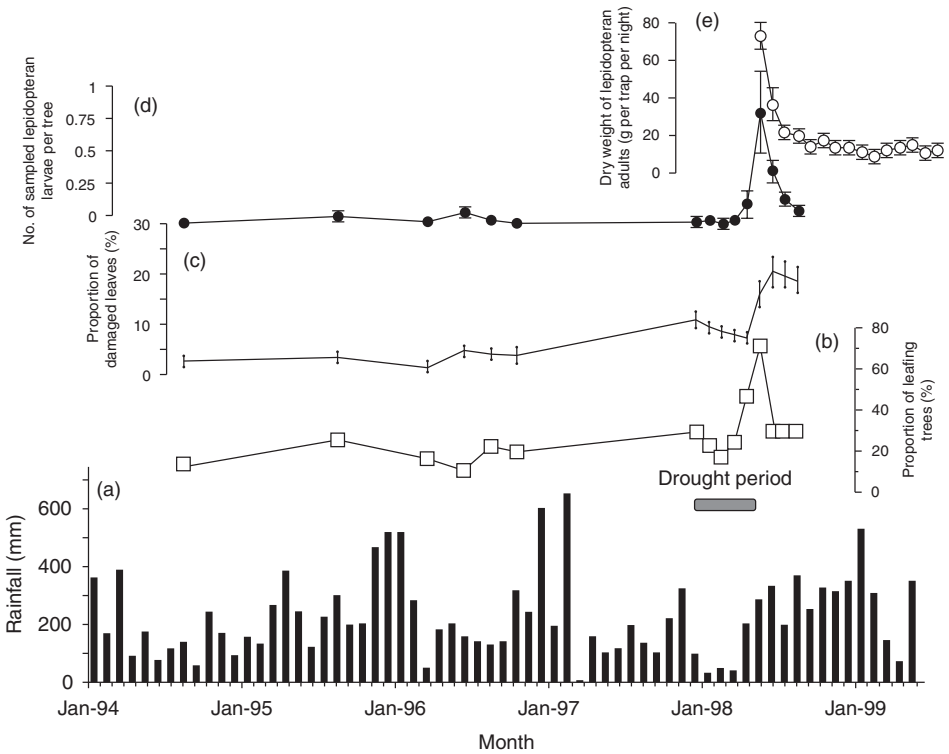 (e)
Dry weight of lepidopteran
adults (g per trap per night)
80
60
40
20
0
(d)
No. of sampled lepidopteran
larvae per tree
1
0.75
0.5
0.25
0
(c)
Proportion of
damaged leaves (%)
30
20
10
0
(b)
Proportion of leafing
trees (%)
80
60
40
20
0
Drought period
(a)
Rainfall (mm)
600
400
200
0
Jan-94 Jan-95 Jan-96 Jan-97 Jan-98 Jan-99
Month